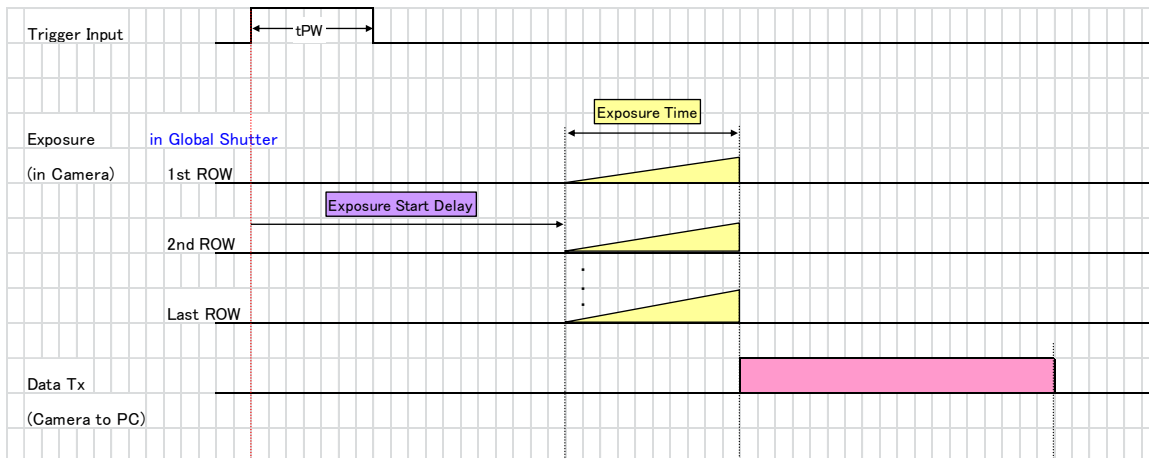 Trigger Input
tPW
Exposure Time
Exposure in Global Shutter
(in Camera) 1st ROW
Exposure Start Delay
2nd ROW
Last ROW
Data Tx
(Camera to PC)